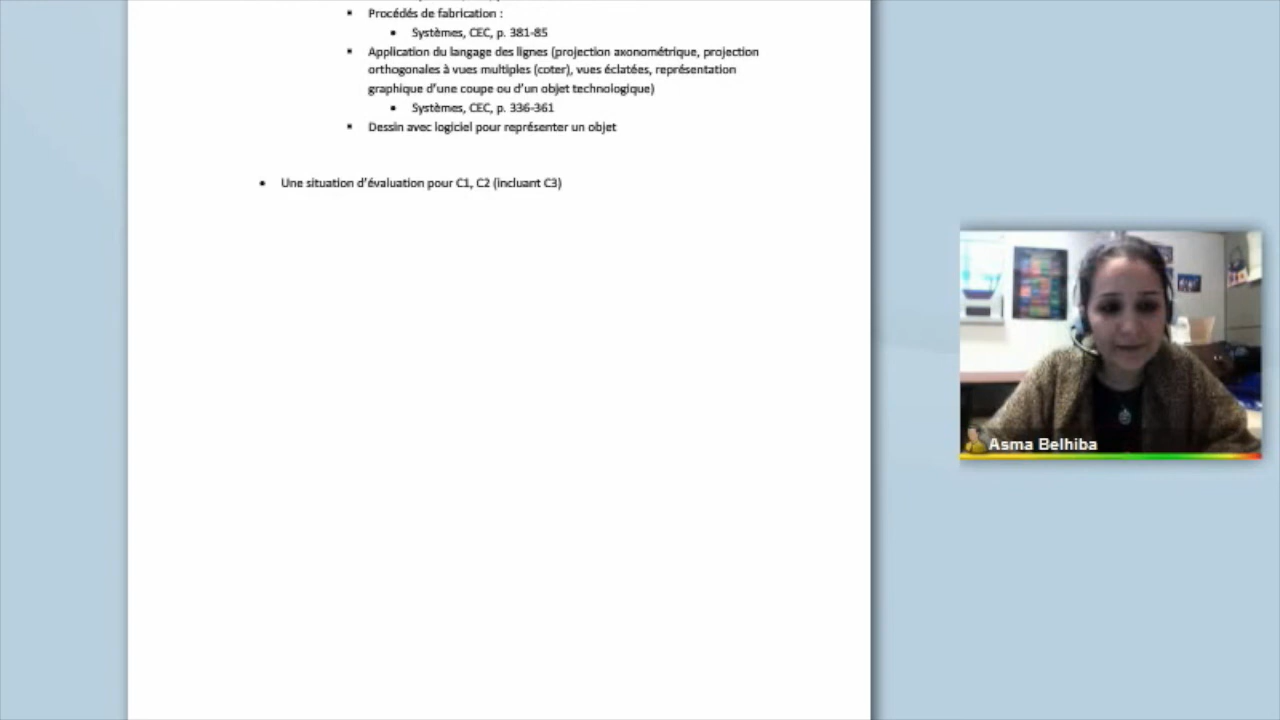 ▪ Procédés de fabrication :
• Systèmes, CEC, p. 381-85
▪ Application du langage des lignes (projection axonométrique, projection
orthogonales à vues multiples (coter), vues éclatées, représentation
graphique d'une coupe ou d'un objet technologique)
• Systèmes, CEC, p. 336-361
▪ Dessin avec logiciel pour représenter un objet
• Une situation d'évaluation pour C1, C2 (incluant C3)
Asma Belhiba